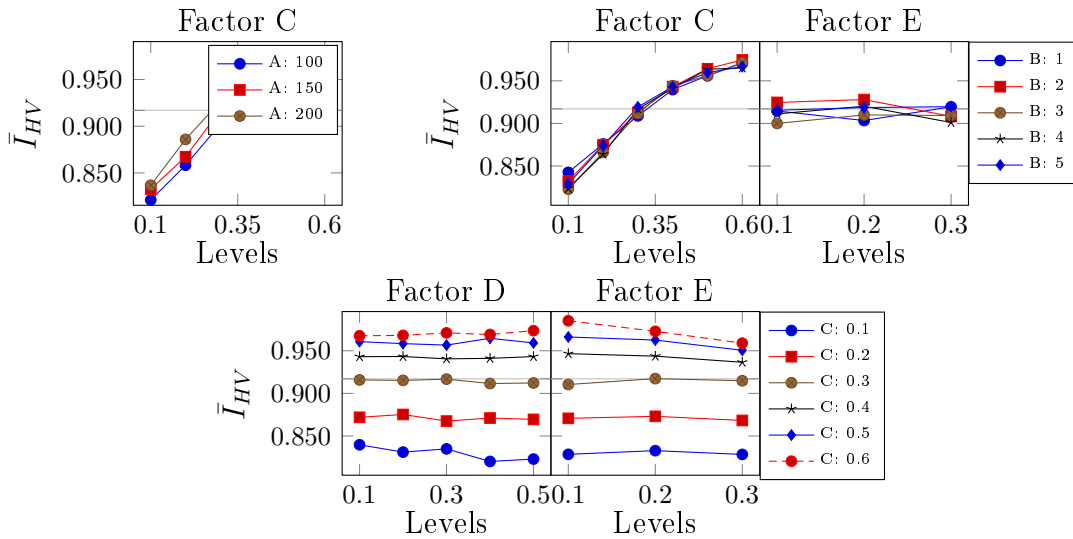 Factor C
0.950
0.900
0.850
Ī_HV
0.1
0.35
0.6
Levels
A: 100
A: 150
A: 200
Factor C
Factor E
0.950
0.900
0.850
Ī_HV
0.1
0.35
0.6
0.1
0.2
0.3
Levels
Levels
B: 1
B: 2
B: 3
B: 4
B: 5
Factor D
Factor E
0.950
0.900
0.850
Ī_HV
0.1
0.3
0.5
0.1
0.2
0.3
Levels
Levels
C: 0.1
C: 0.2
C: 0.3
C: 0.4
C: 0.5
C: 0.6